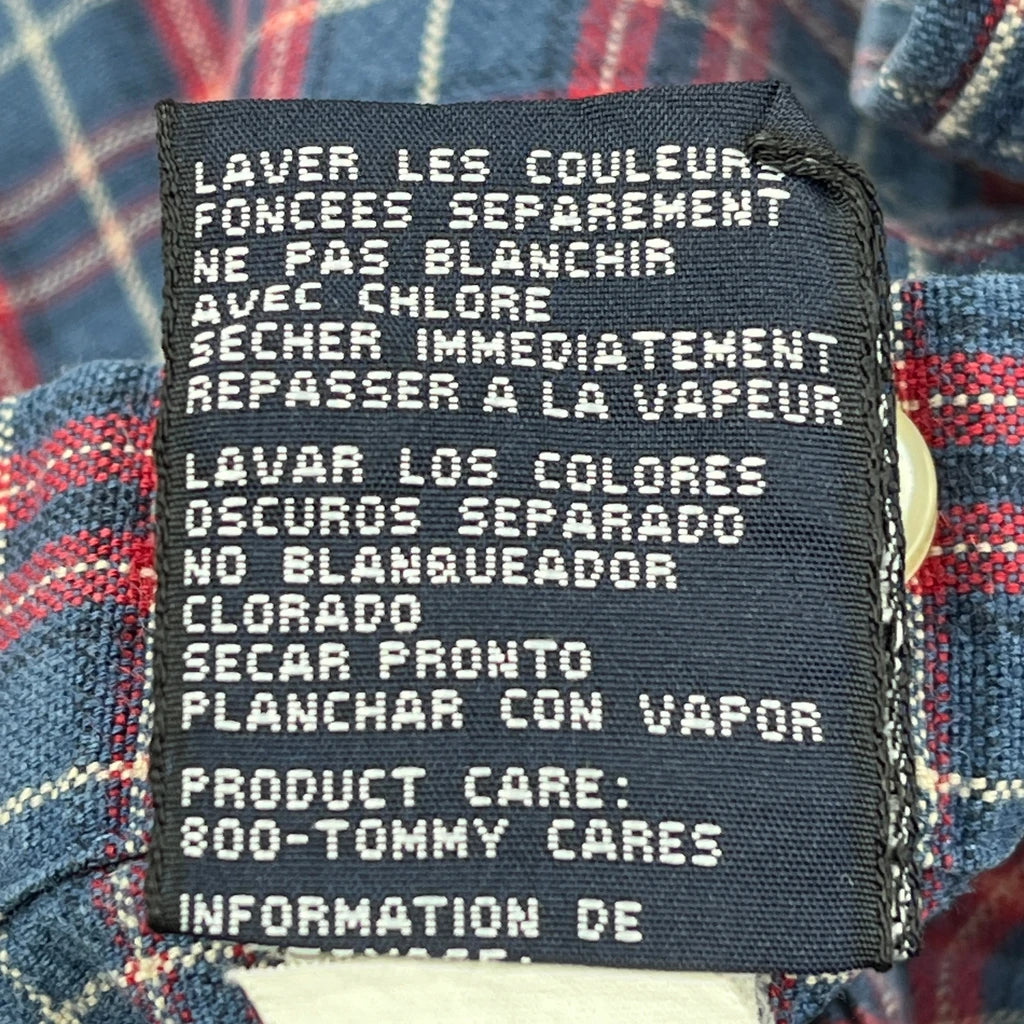 LAVER LES COULEURS
FONCEES SEPAREMENT
NE PAS BLANCHIR
AVEC CHLORE
SECHER IMMEDIATEMENT
REPASSER A LA VAPEUR
LAVAR LOS COLORES
OSCUROS SEPARADO
NO BLANQUEADOR
CLORADO
SECAR PRONTO
PLANCHAR CON VAPOR
PRODUCT CARE:
800-TOMMY CARES
INFORMATION DE